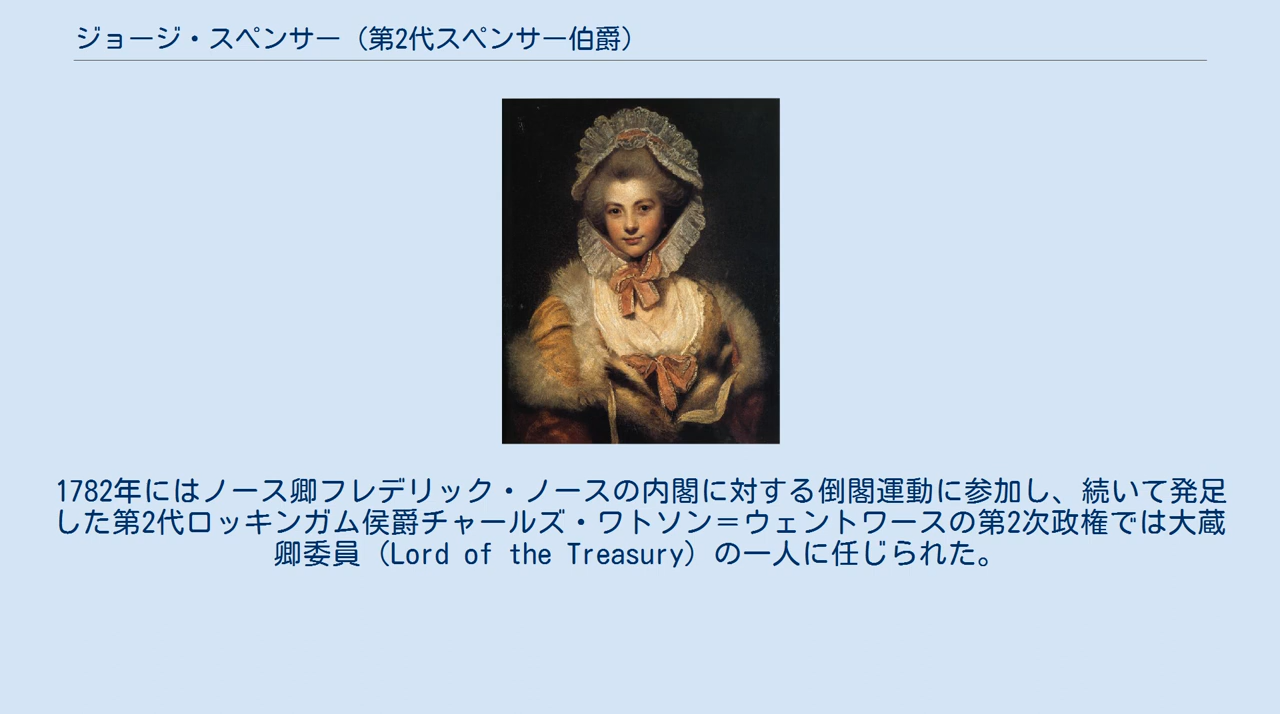 ジョージ・スペンサー（第2代スペンサー伯爵）
1782年にはノース卿フレデリック・ノースの内閣に対する倒閣運動に参加し、続いて発足
した第2代ロッキンガム侯爵チャールズ・ワトソン＝ウェントワースの第2次政権では大蔵
卿委員（Lord of the Treasury）の一人に任じられた。